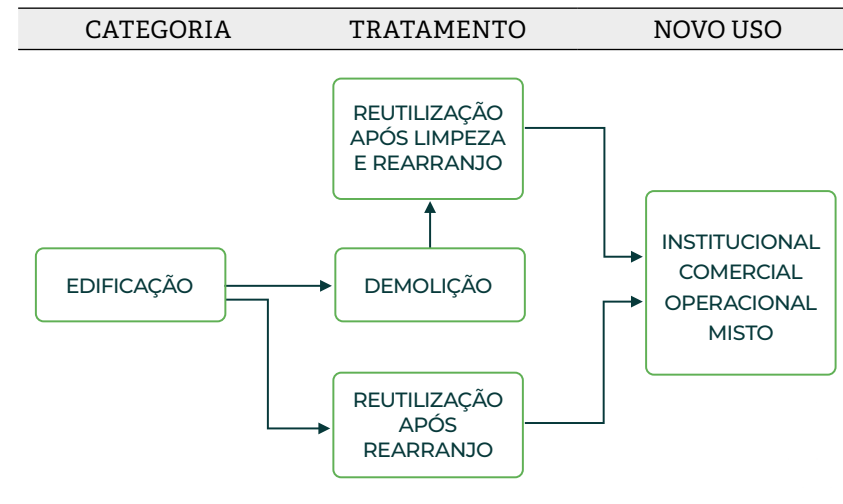 CATEGORIA TRATAMENTO NOVO USO
REUTILIZAÇÃO
APÓS LIMPEZA
E REARRANJO
EDIFICAÇÃO
DEMOLIÇÃO
REUTILIZAÇÃO
APÓS
REARRANJO
INSTITUCIONAL
COMERCIAL
OPERACIONAL
MISTO